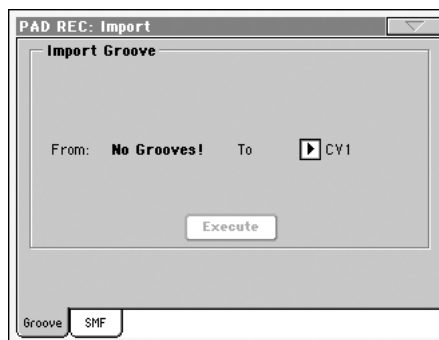 PAD REC: Import
Import Groove
From: No Grooves! To CV1
Execute
Groove SMF